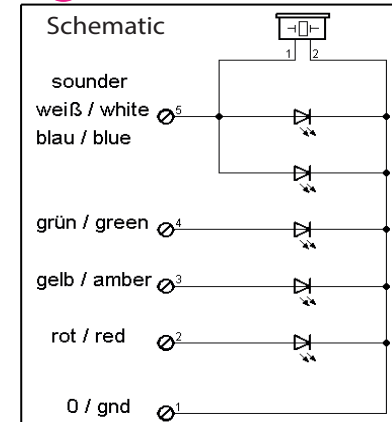 Schematic
1 2
sounder
weiß / white 5
blau / blue
grün / green 4
gelb / amber 3
rot / red 2
0 / gnd 1